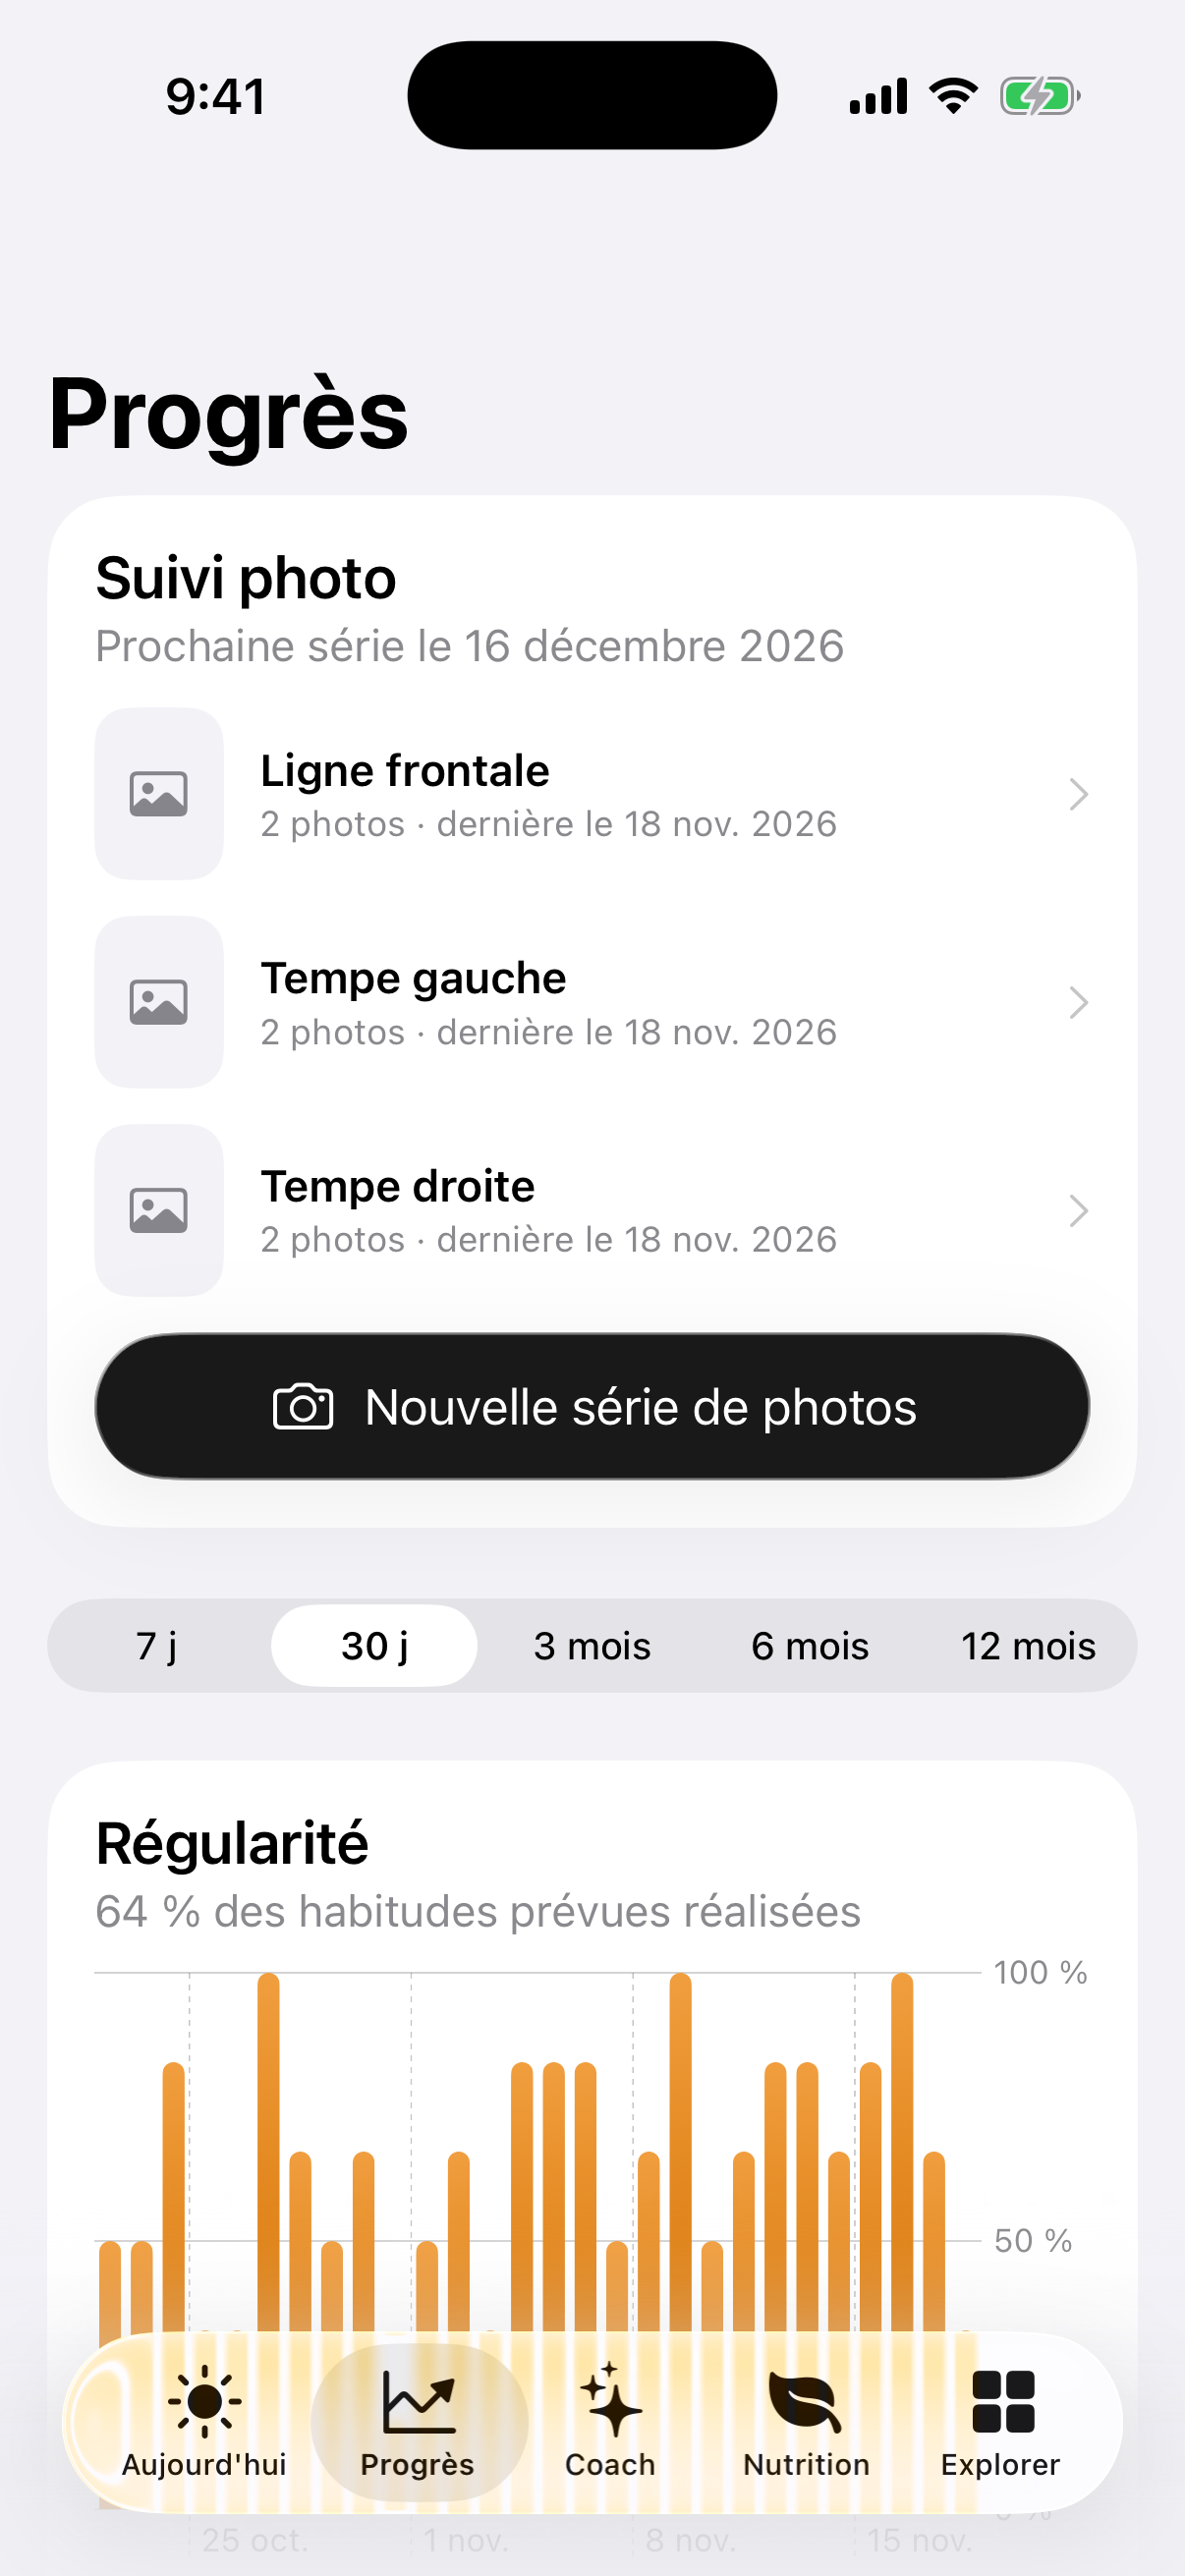 9:41
Progrès
Suivi photo
Prochaine série le 16 décembre 2026
Ligne frontale
2 photos · dernière le 18 nov. 2026
Tempe gauche
2 photos · dernière le 18 nov. 2026
Tempe droite
2 photos · dernière le 18 nov. 2026
Nouvelle série de photos
7 j 30 j 3 mois 6 mois 12 mois
Régularité
64 % des habitudes prévues réalisées
100 %
50 %
Aujourd'hui Progrès Coach Nutrition Explorer
25 oct. 1 nov. 8 nov. 15 nov.